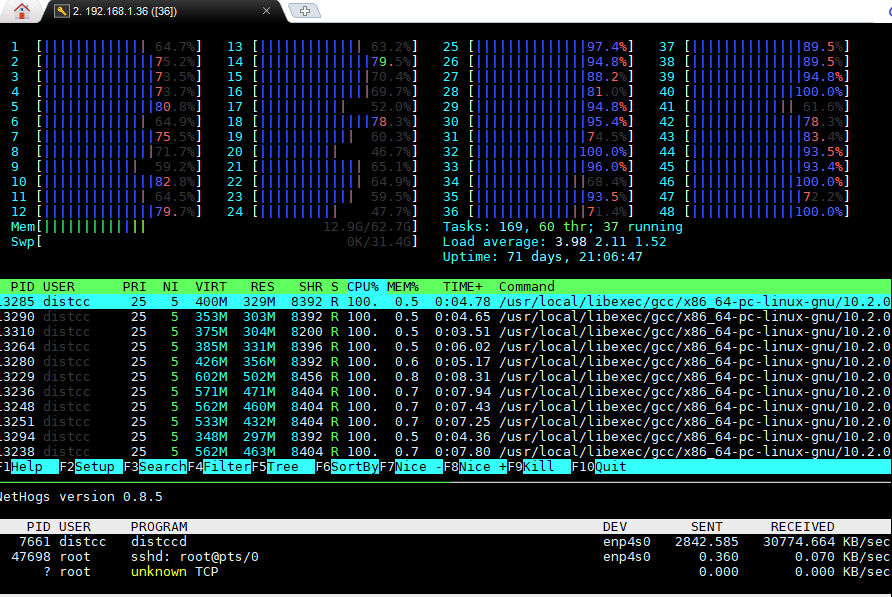 2. 192.168.1.36 ([36])
1 [ 64.7%] 13 [ 63.2%] 25 [ 97.4%] 37 [ 89.5%]
2 [ 75.2%] 14 [ 79.5%] 26 [ 94.8%] 38 [ 89.5%]
3 [ 73.5%] 15 [ 70.4%] 27 [ 88.2%] 39 [ 94.8%]
4 [ 73.7%] 16 [ 69.7%] 28 [ 81.0%] 40 [ 100.0%]
5 [ 80.8%] 17 [ 52.0%] 29 [ 94.8%] 41 [ 61.6%]
6 [ 64.9%] 18 [ 78.3%] 30 [ 95.4%] 42 [ 78.3%]
7 [ 75.5%] 19 [ 60.3%] 31 [ 74.5%] 43 [ 83.4%]
8 [ 71.7%] 20 [ 46.7%] 32 [ 100.0%] 44 [ 93.5%]
9 [ 59.2%] 21 [ 65.1%] 33 [ 96.0%] 45 [ 93.4%]
10 [ 82.8%] 22 [ 64.9%] 34 [ 68.4%] 46 [ 100.0%]
11 [ 64.5%] 23 [ 59.5%] 35 [ 93.5%] 47 [ 72.2%]
12 [ 79.7%] 24 [ 47.7%] 36 [ 71.4%] 48 [ 100.0%]
Mem[ 12.9G/62.7G] Tasks: 169, 60 thr; 37 running
Swp[ 0K/31.4G] Load average: 3.98 2.11 1.52
Uptime: 71 days, 21:06:47
PID USER PRI NI VIRT RES SHR S CPU% MEM% TIME+ Command
13285 distcc 25 5 400M 329M 8392 R 100. 0.5 0:04.78 /usr/local/libexec/gcc/x86_64-pc-linux-gnu/10.2.0
13290 distcc 25 5 353M 303M 8392 R 100. 0.5 0:04.65 /usr/local/libexec/gcc/x86_64-pc-linux-gnu/10.2.0
13310 distcc 25 5 375M 304M 8200 R 100. 0.5 0:03.51 /usr/local/libexec/gcc/x86_64-pc-linux-gnu/10.2.0
13264 distcc 25 5 385M 331M 8396 R 100. 0.5 0:06.02 /usr/local/libexec/gcc/x86_64-pc-linux-gnu/10.2.0
13280 distcc 25 5 426M 356M 8392 R 100. 0.6 0:05.17 /usr/local/libexec/gcc/x86_64-pc-linux-gnu/10.2.0
13229 distcc 25 5 602M 502M 8456 R 100. 0.8 0:08.31 /usr/local/libexec/gcc/x86_64-pc-linux-gnu/10.2.0
13236 distcc 25 5 571M 471M 8404 R 100. 0.7 0:07.94 /usr/local/libexec/gcc/x86_64-pc-linux-gnu/10.2.0
13248 distcc 25 5 562M 460M 8404 R 100. 0.7 0:07.43 /usr/local/libexec/gcc/x86_64-pc-linux-gnu/10.2.0
13251 distcc 25 5 533M 432M 8404 R 100. 0.7 0:07.25 /usr/local/libexec/gcc/x86_64-pc-linux-gnu/10.2.0
13294 distcc 25 5 348M 297M 8392 R 100. 0.5 0:04.36 /usr/local/libexec/gcc/x86_64-pc-linux-gnu/10.2.0
13238 distcc 25 5 562M 463M 8404 R 100. 0.7 0:07.80 /usr/local/libexec/gcc/x86_64-pc-linux-gnu/10.2.0
F1Help F2Setup F3SearchF4FilterF5Tree F6SortByF7Nice -F8Nice +F9Kill F10Quit
NetHogs version 0.8.5
PID USER PROGRAM DEV SENT RECEIVED
7661 distcc distccd enp4s0 2842.585 30774.664 KB/sec
47698 root sshd: root@pts/0 enp4s0 0.360 0.070 KB/sec
? root unknown TCP 0.000 0.000 KB/sec